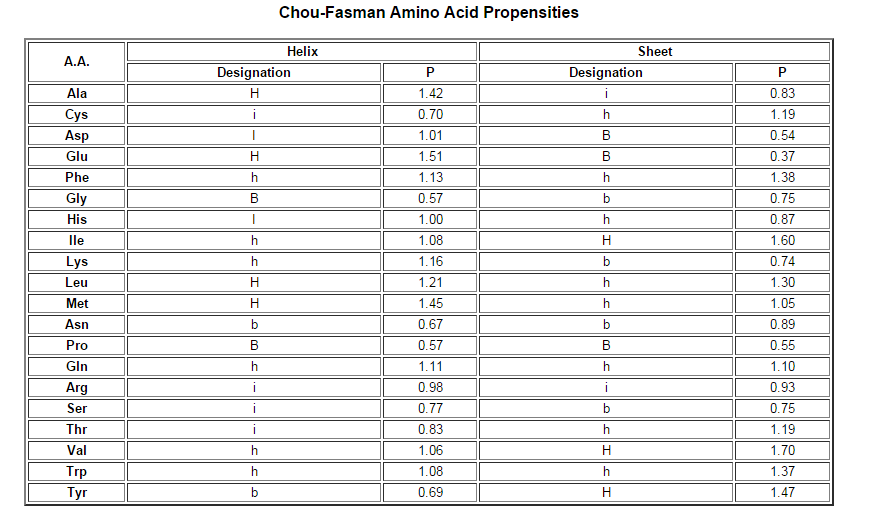 Chou-Fasman Amino Acid Propensities
A.A. Helix Sheet
Designation P Designation P
Ala H 1.42 i 0.83
Cys i 0.70 h 1.19
Asp I 1.01 B 0.54
Glu H 1.51 B 0.37
Phe h 1.13 h 1.38
Gly B 0.57 b 0.75
His I 1.00 h 0.87
Ile h 1.08 H 1.60
Lys h 1.16 b 0.74
Leu H 1.21 h 1.30
Met H 1.45 h 1.05
Asn b 0.67 b 0.89
Pro B 0.57 B 0.55
Gln h 1.11 h 1.10
Arg i 0.98 i 0.93
Ser i 0.77 b 0.75
Thr i 0.83 h 1.19
Val h 1.06 H 1.70
Trp h 1.08 h 1.37
Tyr b 0.69 H 1.47